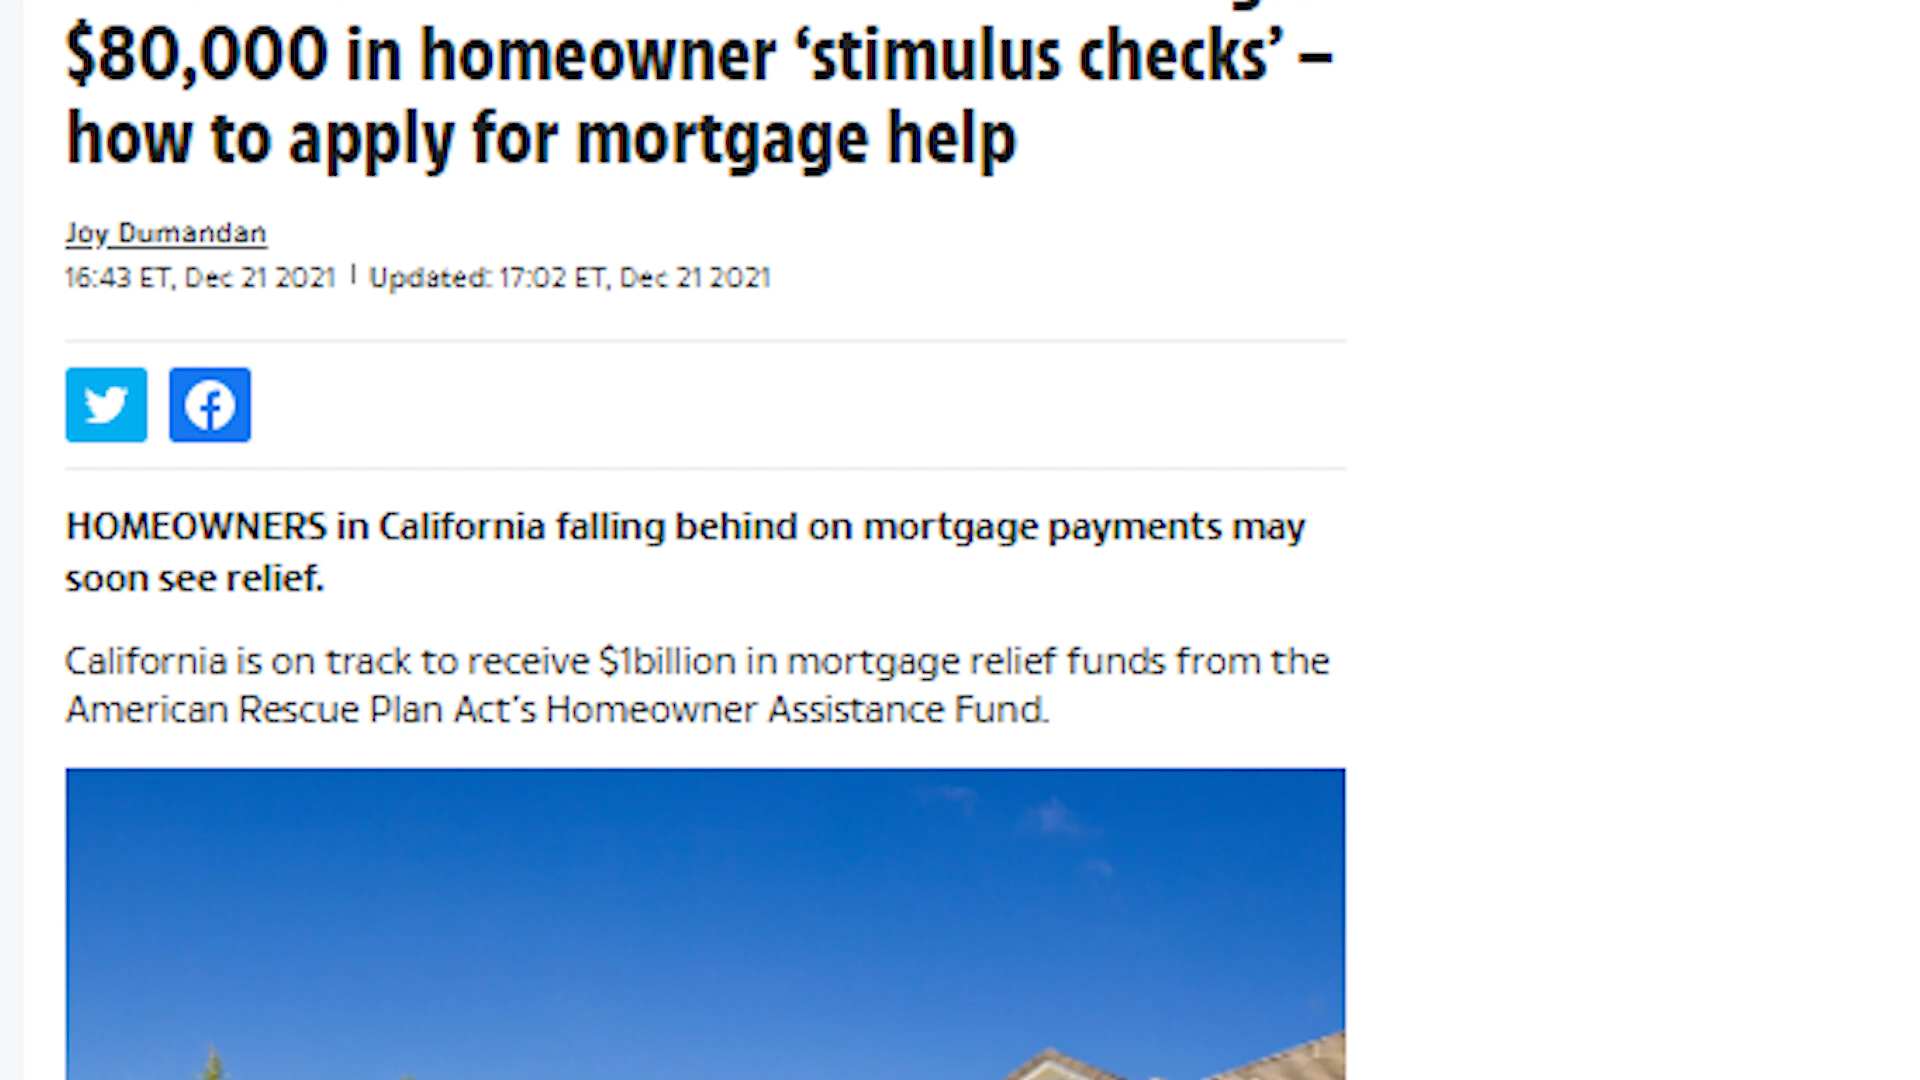 $80,000 in homeowner ‘stimulus checks’ –
how to apply for mortgage help
Joy Dumandan
16:43 ET, Dec 21 2021 | Updated: 17:02 ET, Dec 21 2021
HOMEOWNERS in California falling behind on mortgage payments may
soon see relief.
California is on track to receive $1billion in mortgage relief funds from the
American Rescue Plan Act’s Homeowner Assistance Fund.